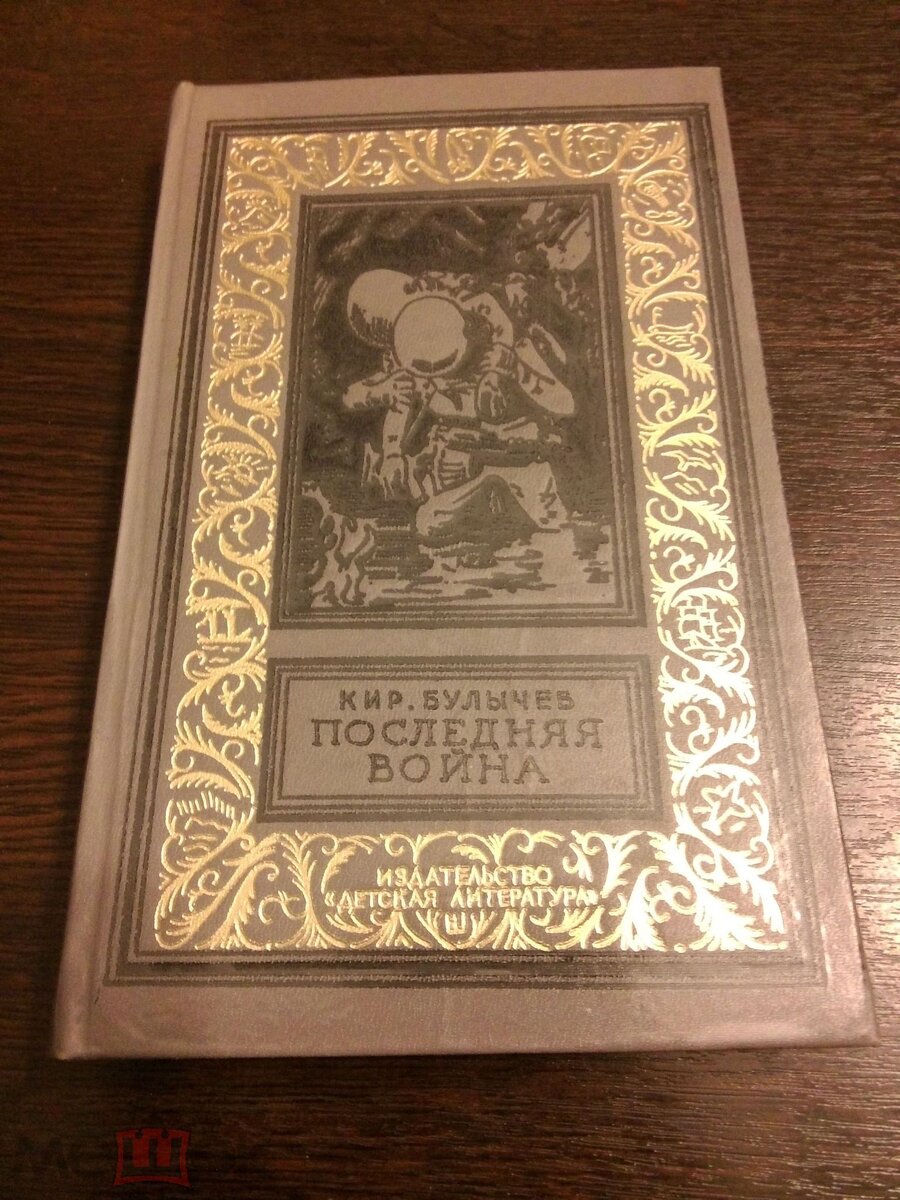 КИР. БУЛЫЧЕВ
ПОСЛЕДНЯЯ
ВОЙНА
ИЗДАТЕЛЬСТВО
«ДЕТСКАЯ ЛИТЕРАТУРА»